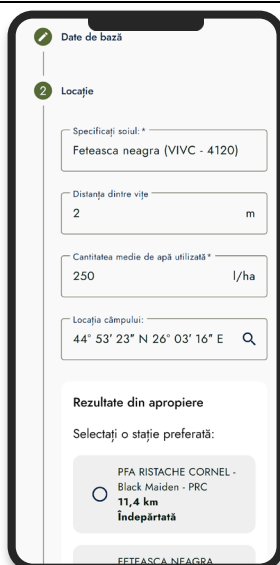 Date de bază
2 Locație
Specificați soiul: *
Feteasca neagra (VIVC - 4120)
Distanța dintre vițe
2 m
Cantitatea medie de apă utilizată *
250 l/ha
Locația câmpului:
44° 53′ 23″ N 26° 03′ 16″ E
Rezultate din apropiere
Selectați o stație preferată:
PFA RISTACHE CORNEL -
Black Maiden - PRC
11,4 km
Îndepărtată
FETEASCA NEAGRA